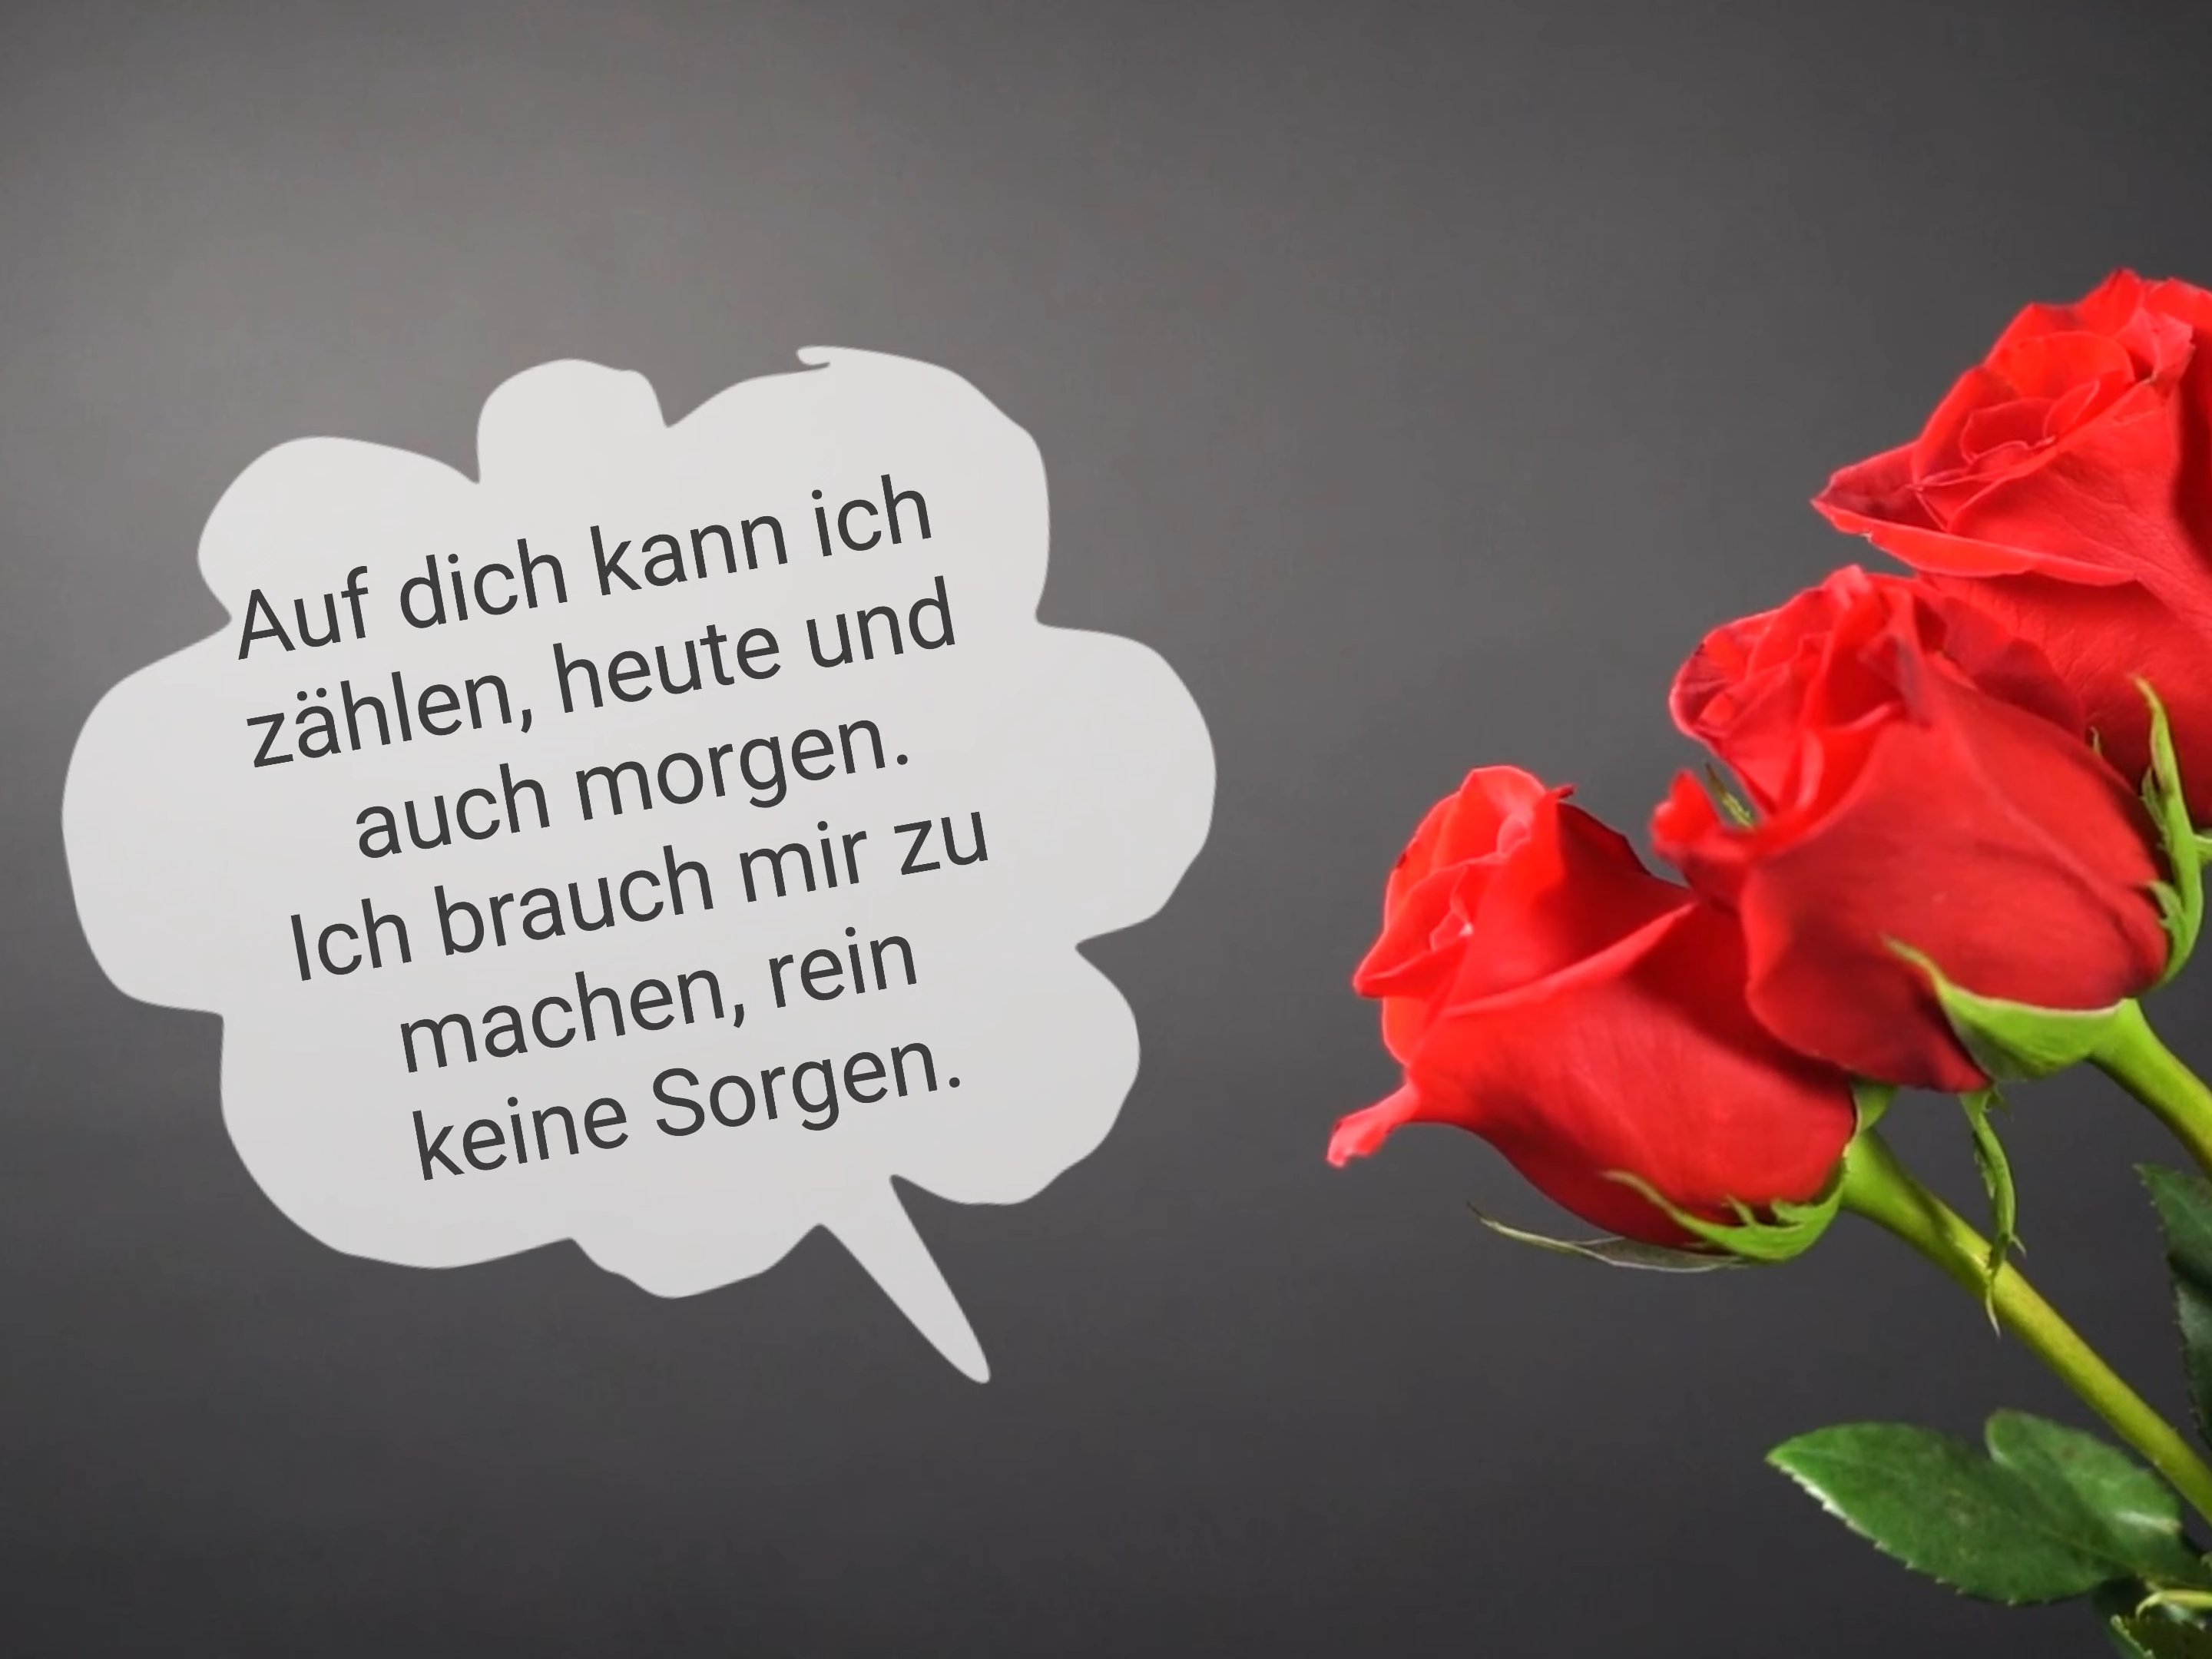 Auf dich kann ich
zählen, heute und
auch morgen.
Ich brauch mir zu
machen, rein
keine Sorgen.